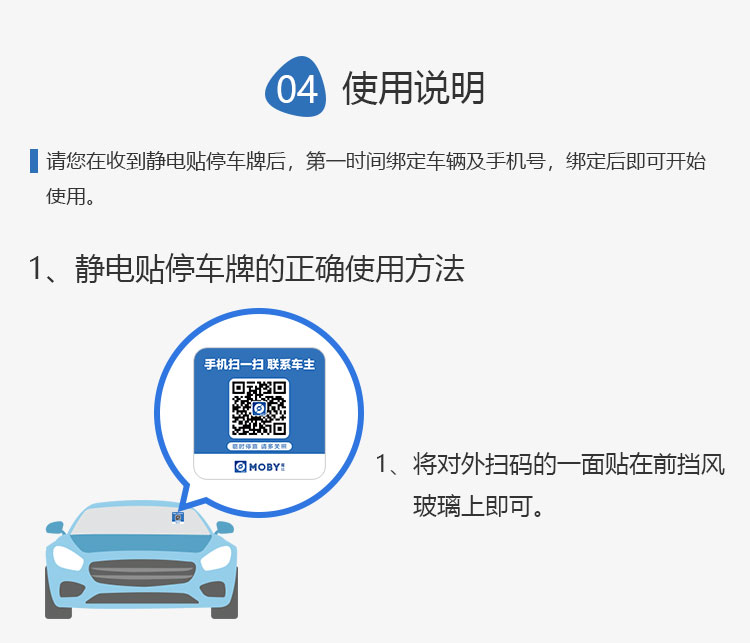 04 使用说明
请您在收到静电贴停车牌后，第一时间绑定车辆及手机号，绑定后即可开始
使用。
1、静电贴停车牌的正确使用方法
手机扫一扫 联系车主
临时停靠 请多关照
MOBY
1、将对外扫码的一面贴在前挡风
玻璃上即可。